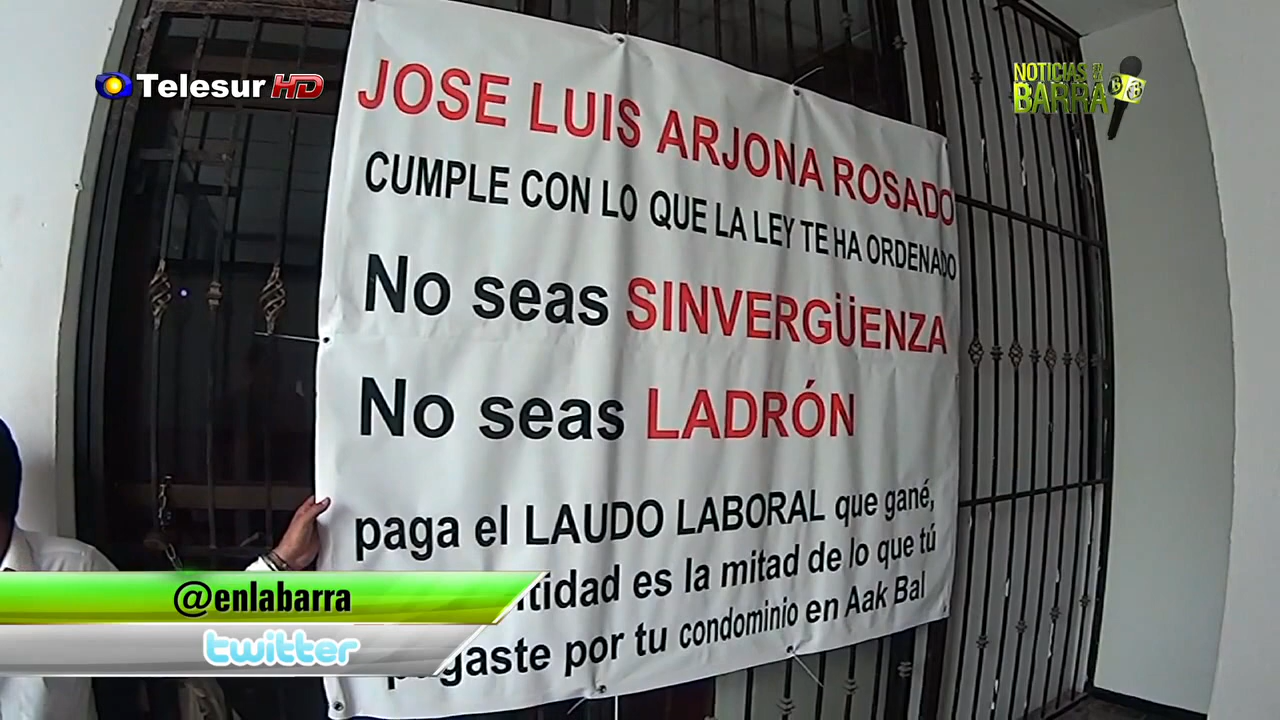 Telesur HD
NOTICIAS EN LA
BARRA
JOSE LUIS ARJONA ROSADO
CUMPLE CON LO QUE LA LEY TE HA ORDENADO
No seas SINVERGÜENZA
No seas LADRÓN
paga el LAUDO LABORAL que gané,
es la mitad de lo que tú
por tu condominio en Aak Bal
@enlabarra
twitter